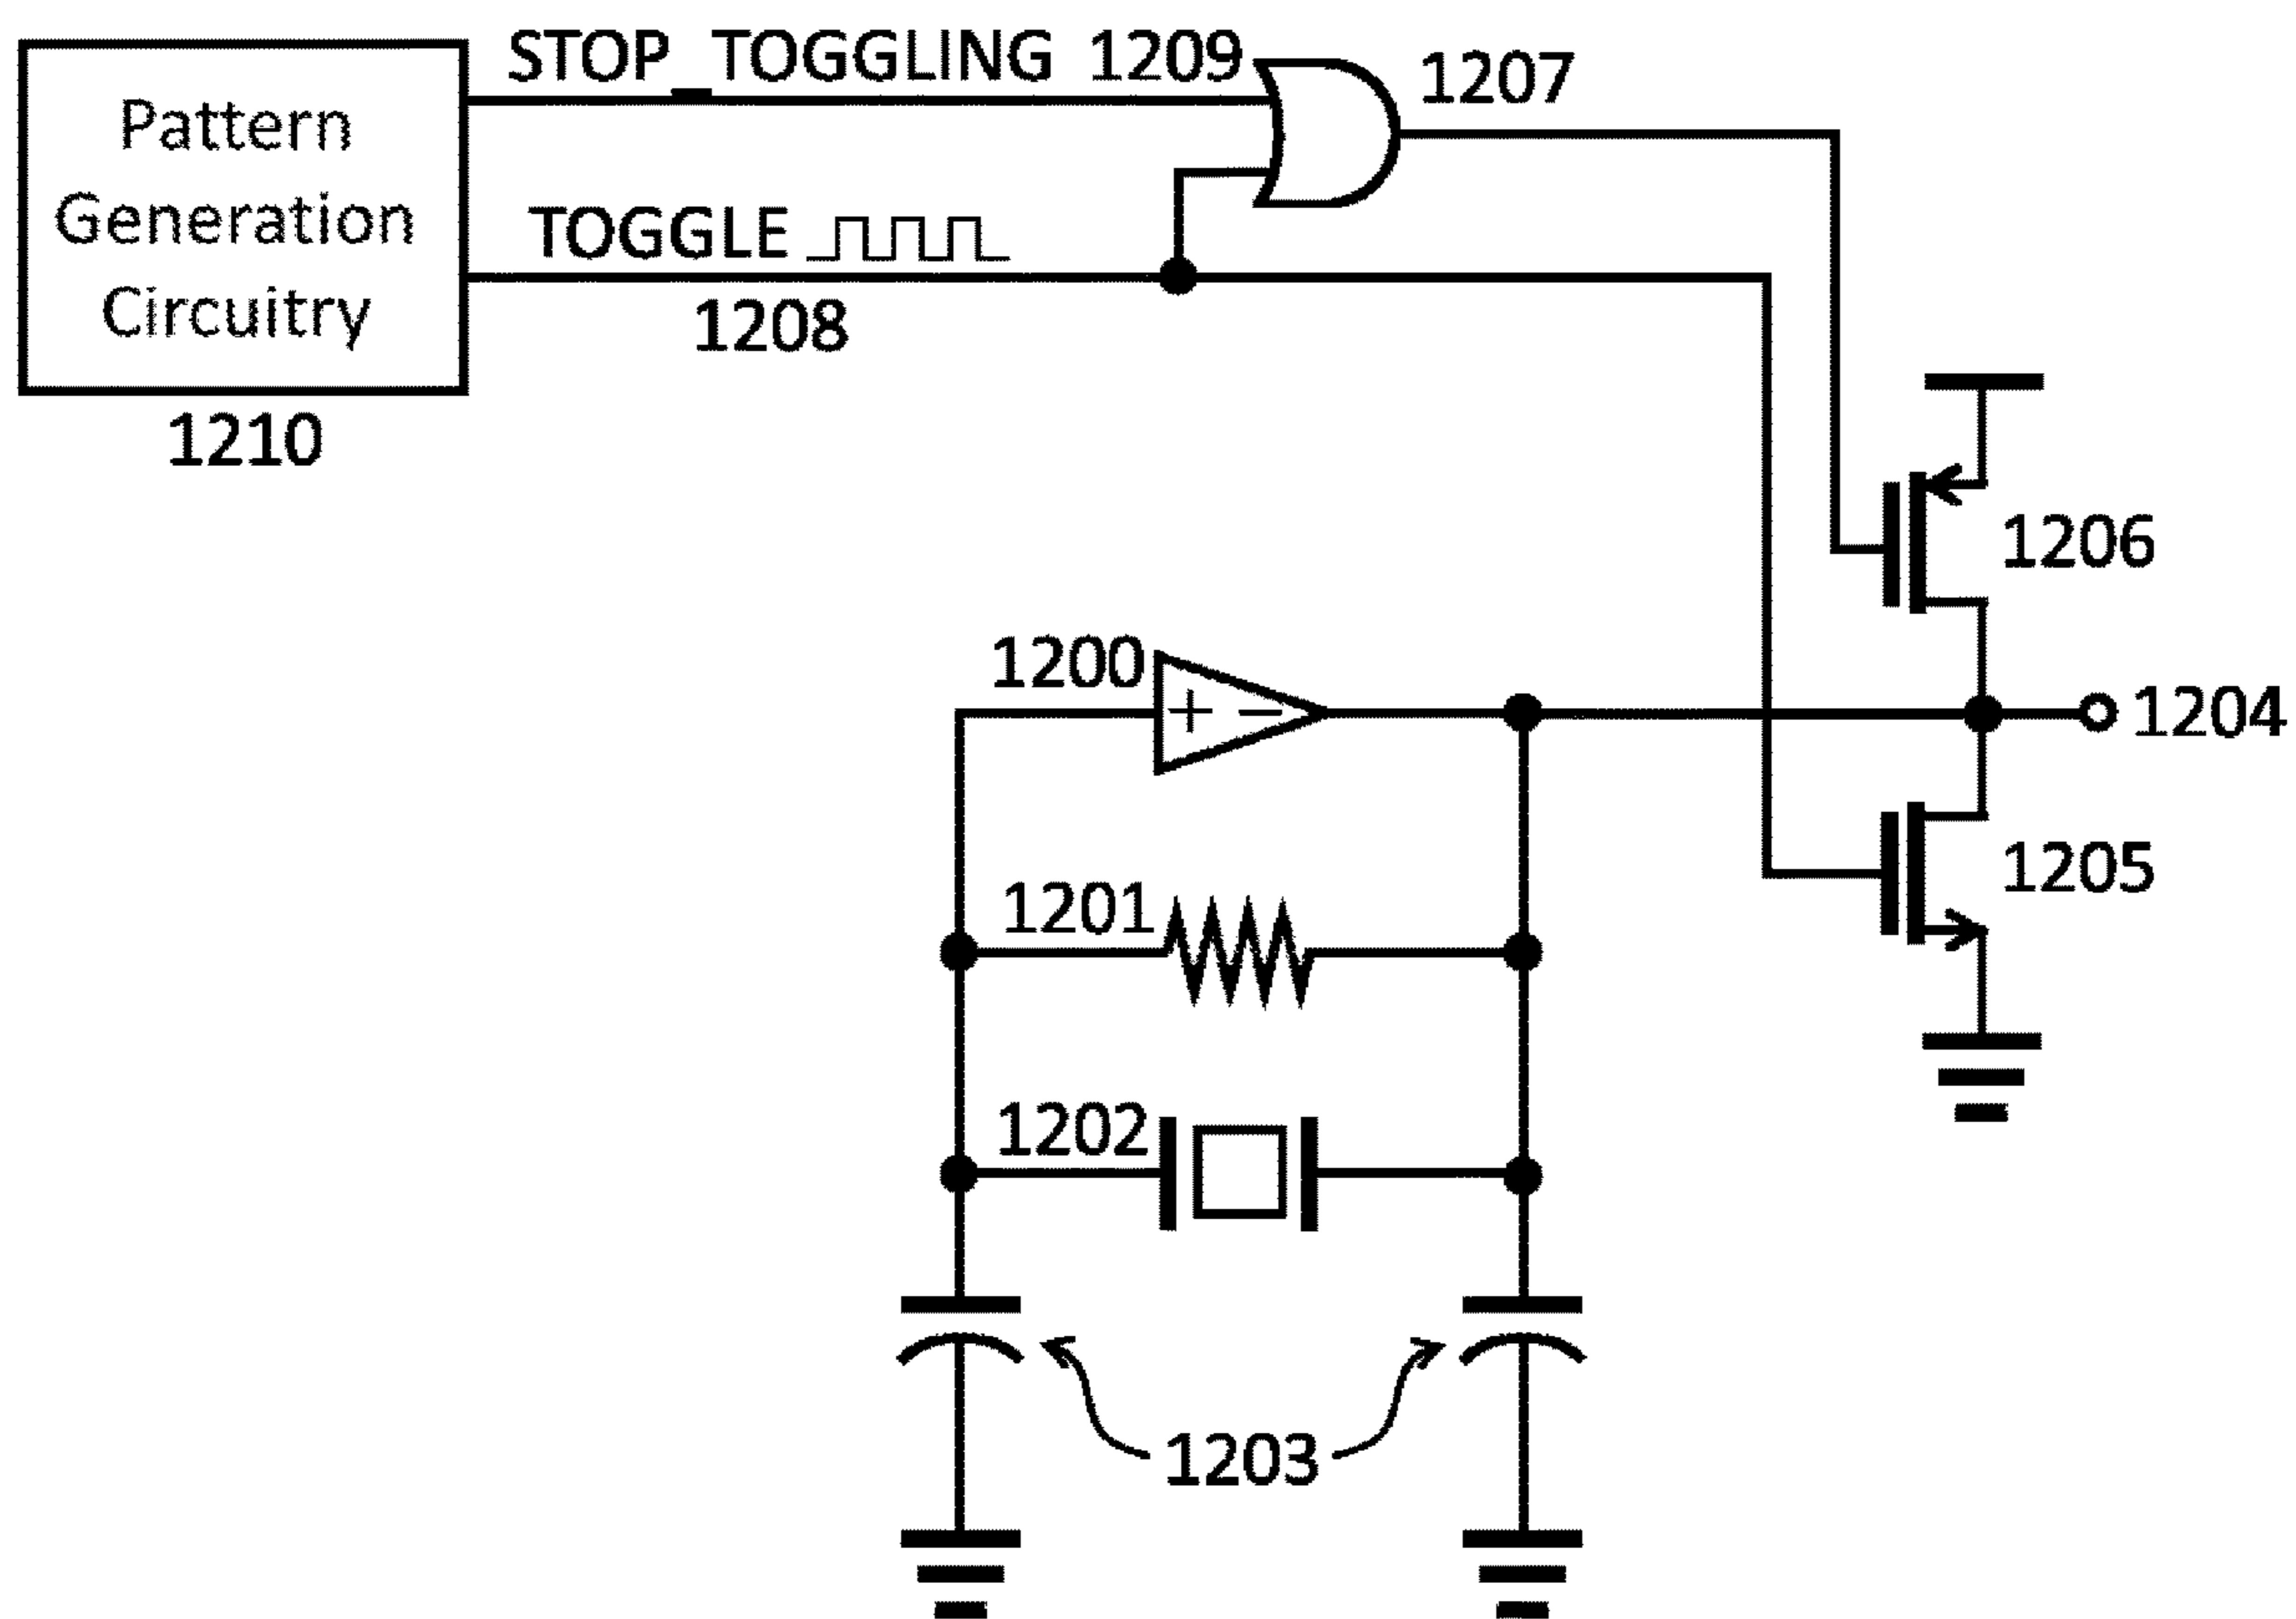 STOP_TOGGLING 1209
1207
Pattern
Generation
Circuitry
TOGGLE
1208
1210
1206
1200
1204
1205
1201
1202
1203